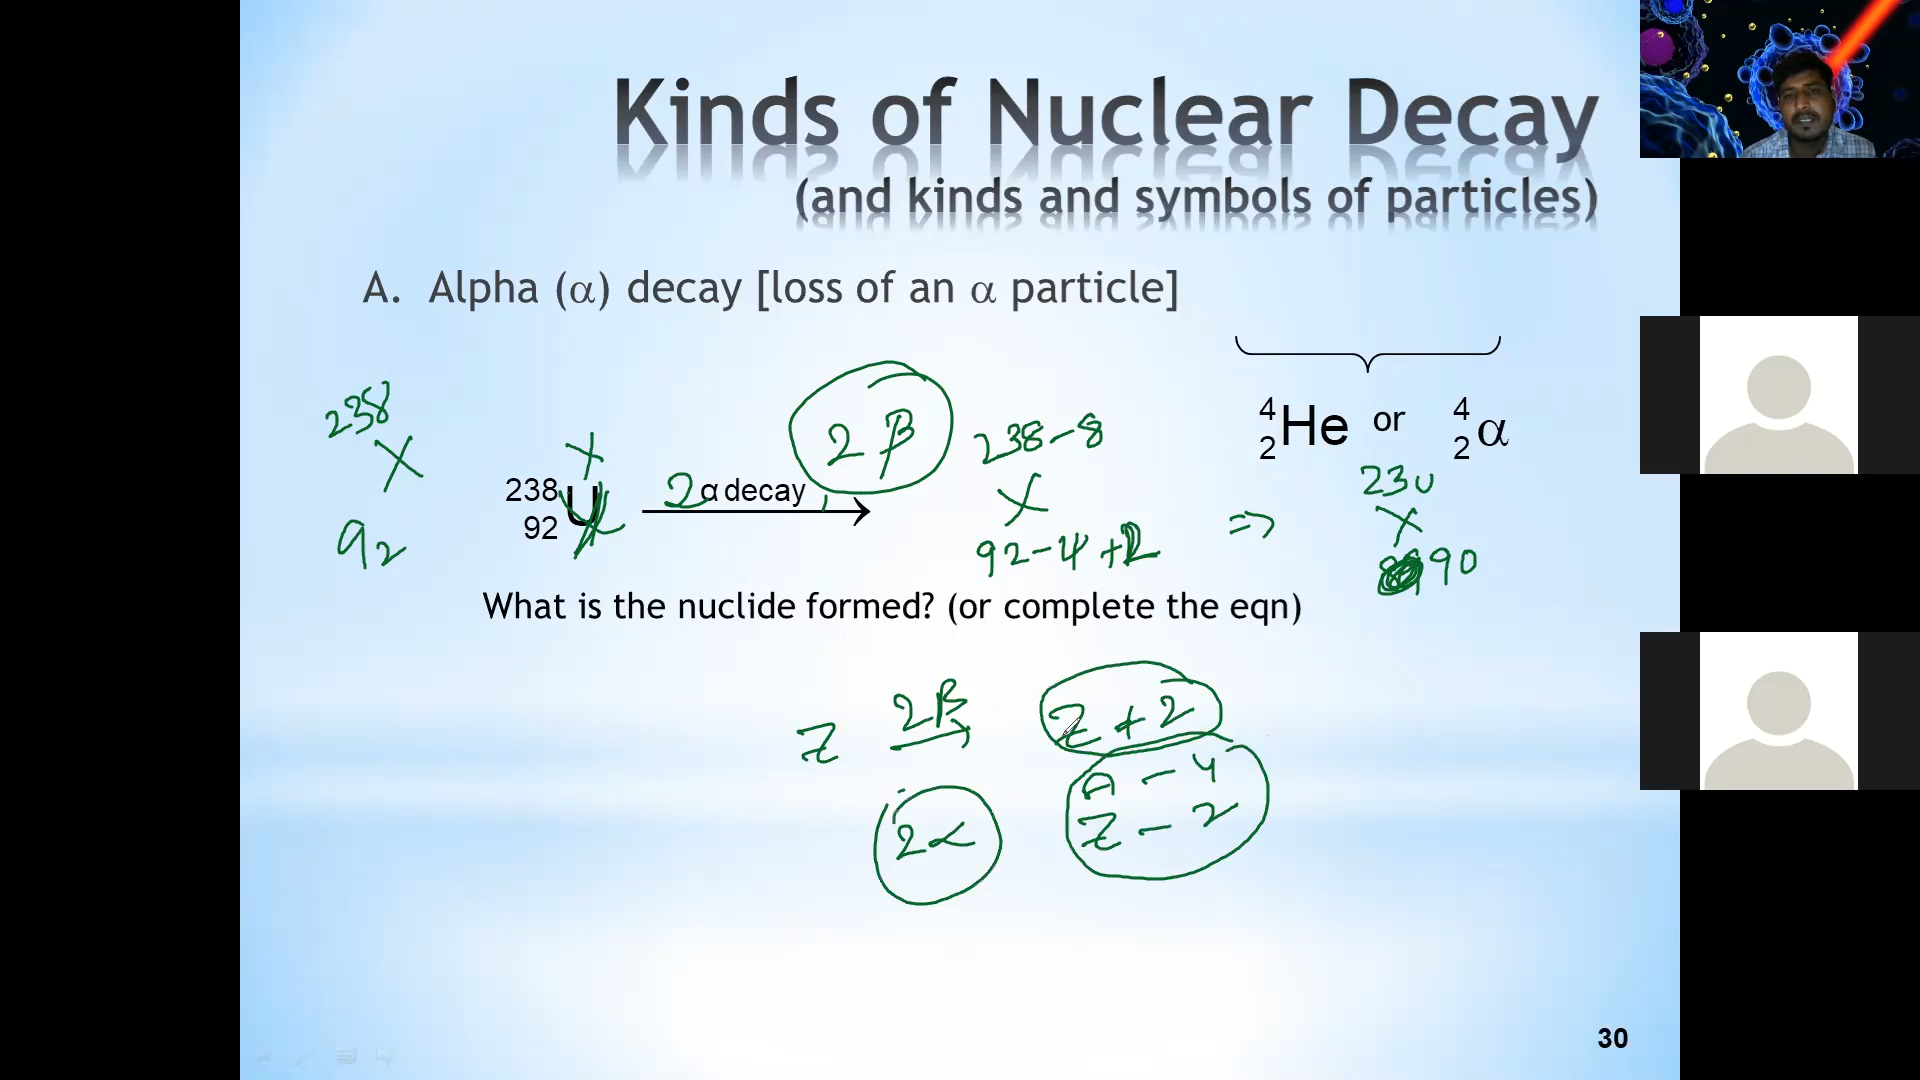 Kinds of Nuclear Decay
(and kinds and symbols of particles)
A. Alpha (α) decay [loss of an α particle]
4 2 He or 4 2 α
238 X 92
X
238 92 U
2 α decay,
2 β
238-8
X
92-4+2
=>
230
X
90
What is the nuclide formed? (or complete the eqn)
Z 2β Z+2
A-4
2α Z-2
30